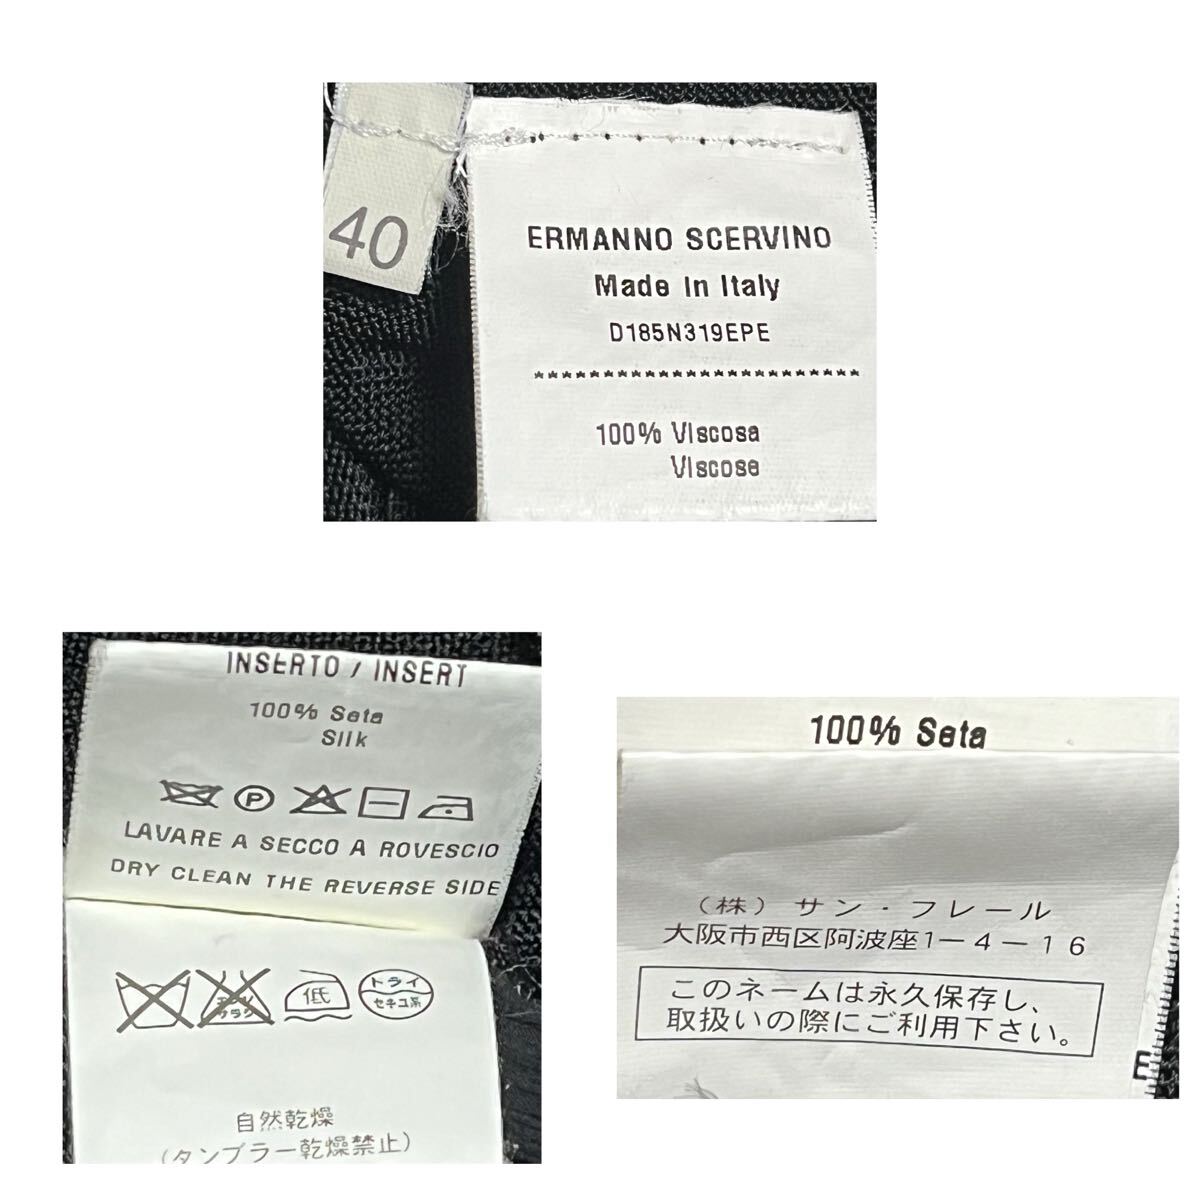 40
ERMANNO SCERVINO
Made In Italy
D185N319EPE
************************
100% Viscosa
Viscose
INSERTO / INSERT
100% Seta
Silk
P
LAVARE A SECCO A ROVESCIO
DRY CLEAN THE REVERSE SIDE
低
ドライ
セキユ系
自然乾燥
(タンブラー乾燥禁止)
100% Seta
(株) サン・フレール
大阪市西区阿波座1-4-16
このネームは永久保存し、
取扱いの際にご利用下さい。
E